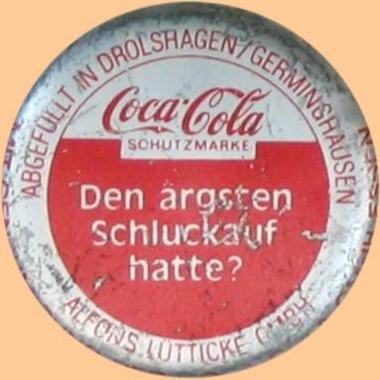 ABGEFÜLLT IN DROLSHAGEN/GERMINGHAUSEN
Coca-Cola
SCHUTZMARKE
Den ärgsten
Schluckauf
hatte?
ALFONS LÜTTICKE GMBH